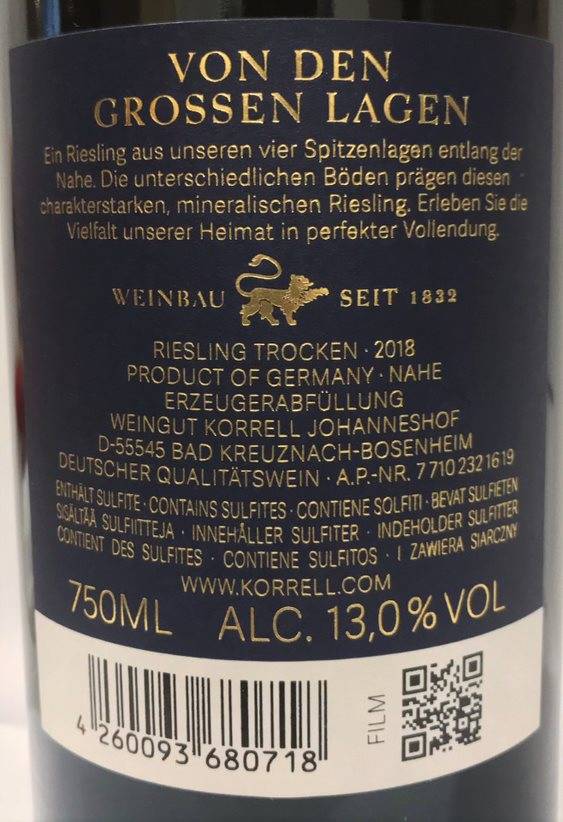 VON DEN
GROSSEN LAGEN
Ein Riesling aus unseren vier Spitzenlagen entlang der
Nahe. Die unterschiedlichen Böden prägen diesen
charakterstarken, mineralischen Riesling. Erleben Sie die
Vielfalt unserer Heimat in perfekter Vollendung.
WEINBAU SEIT 1832
RIESLING TROCKEN · 2018
PRODUCT OF GERMANY · NAHE
ERZEUGERABFÜLLUNG
WEINGUT KORRELL JOHANNESHOF
D-55545 BAD KREUZNACH-BOSENHEIM
DEUTSCHER QUALITÄTSWEIN · A.P.-NR. 7 710 232 16 19
ENTHÄLT SULFITE · CONTAINS SULFITES · CONTIENE SOLFITI · BEVAT SULFIETEN
SISÄLTÄÄ SULFIITTEJA · INNEHÅLLER SULFITER · INDEHOLDER SULFITTER
CONTIENT DES SULFITES · CONTIENE SULFITOS · I ZAWIERA SIARCZNY
WWW.KORRELL.COM
750ML ALC. 13,0 % VOL
FILM
4 260093 680718